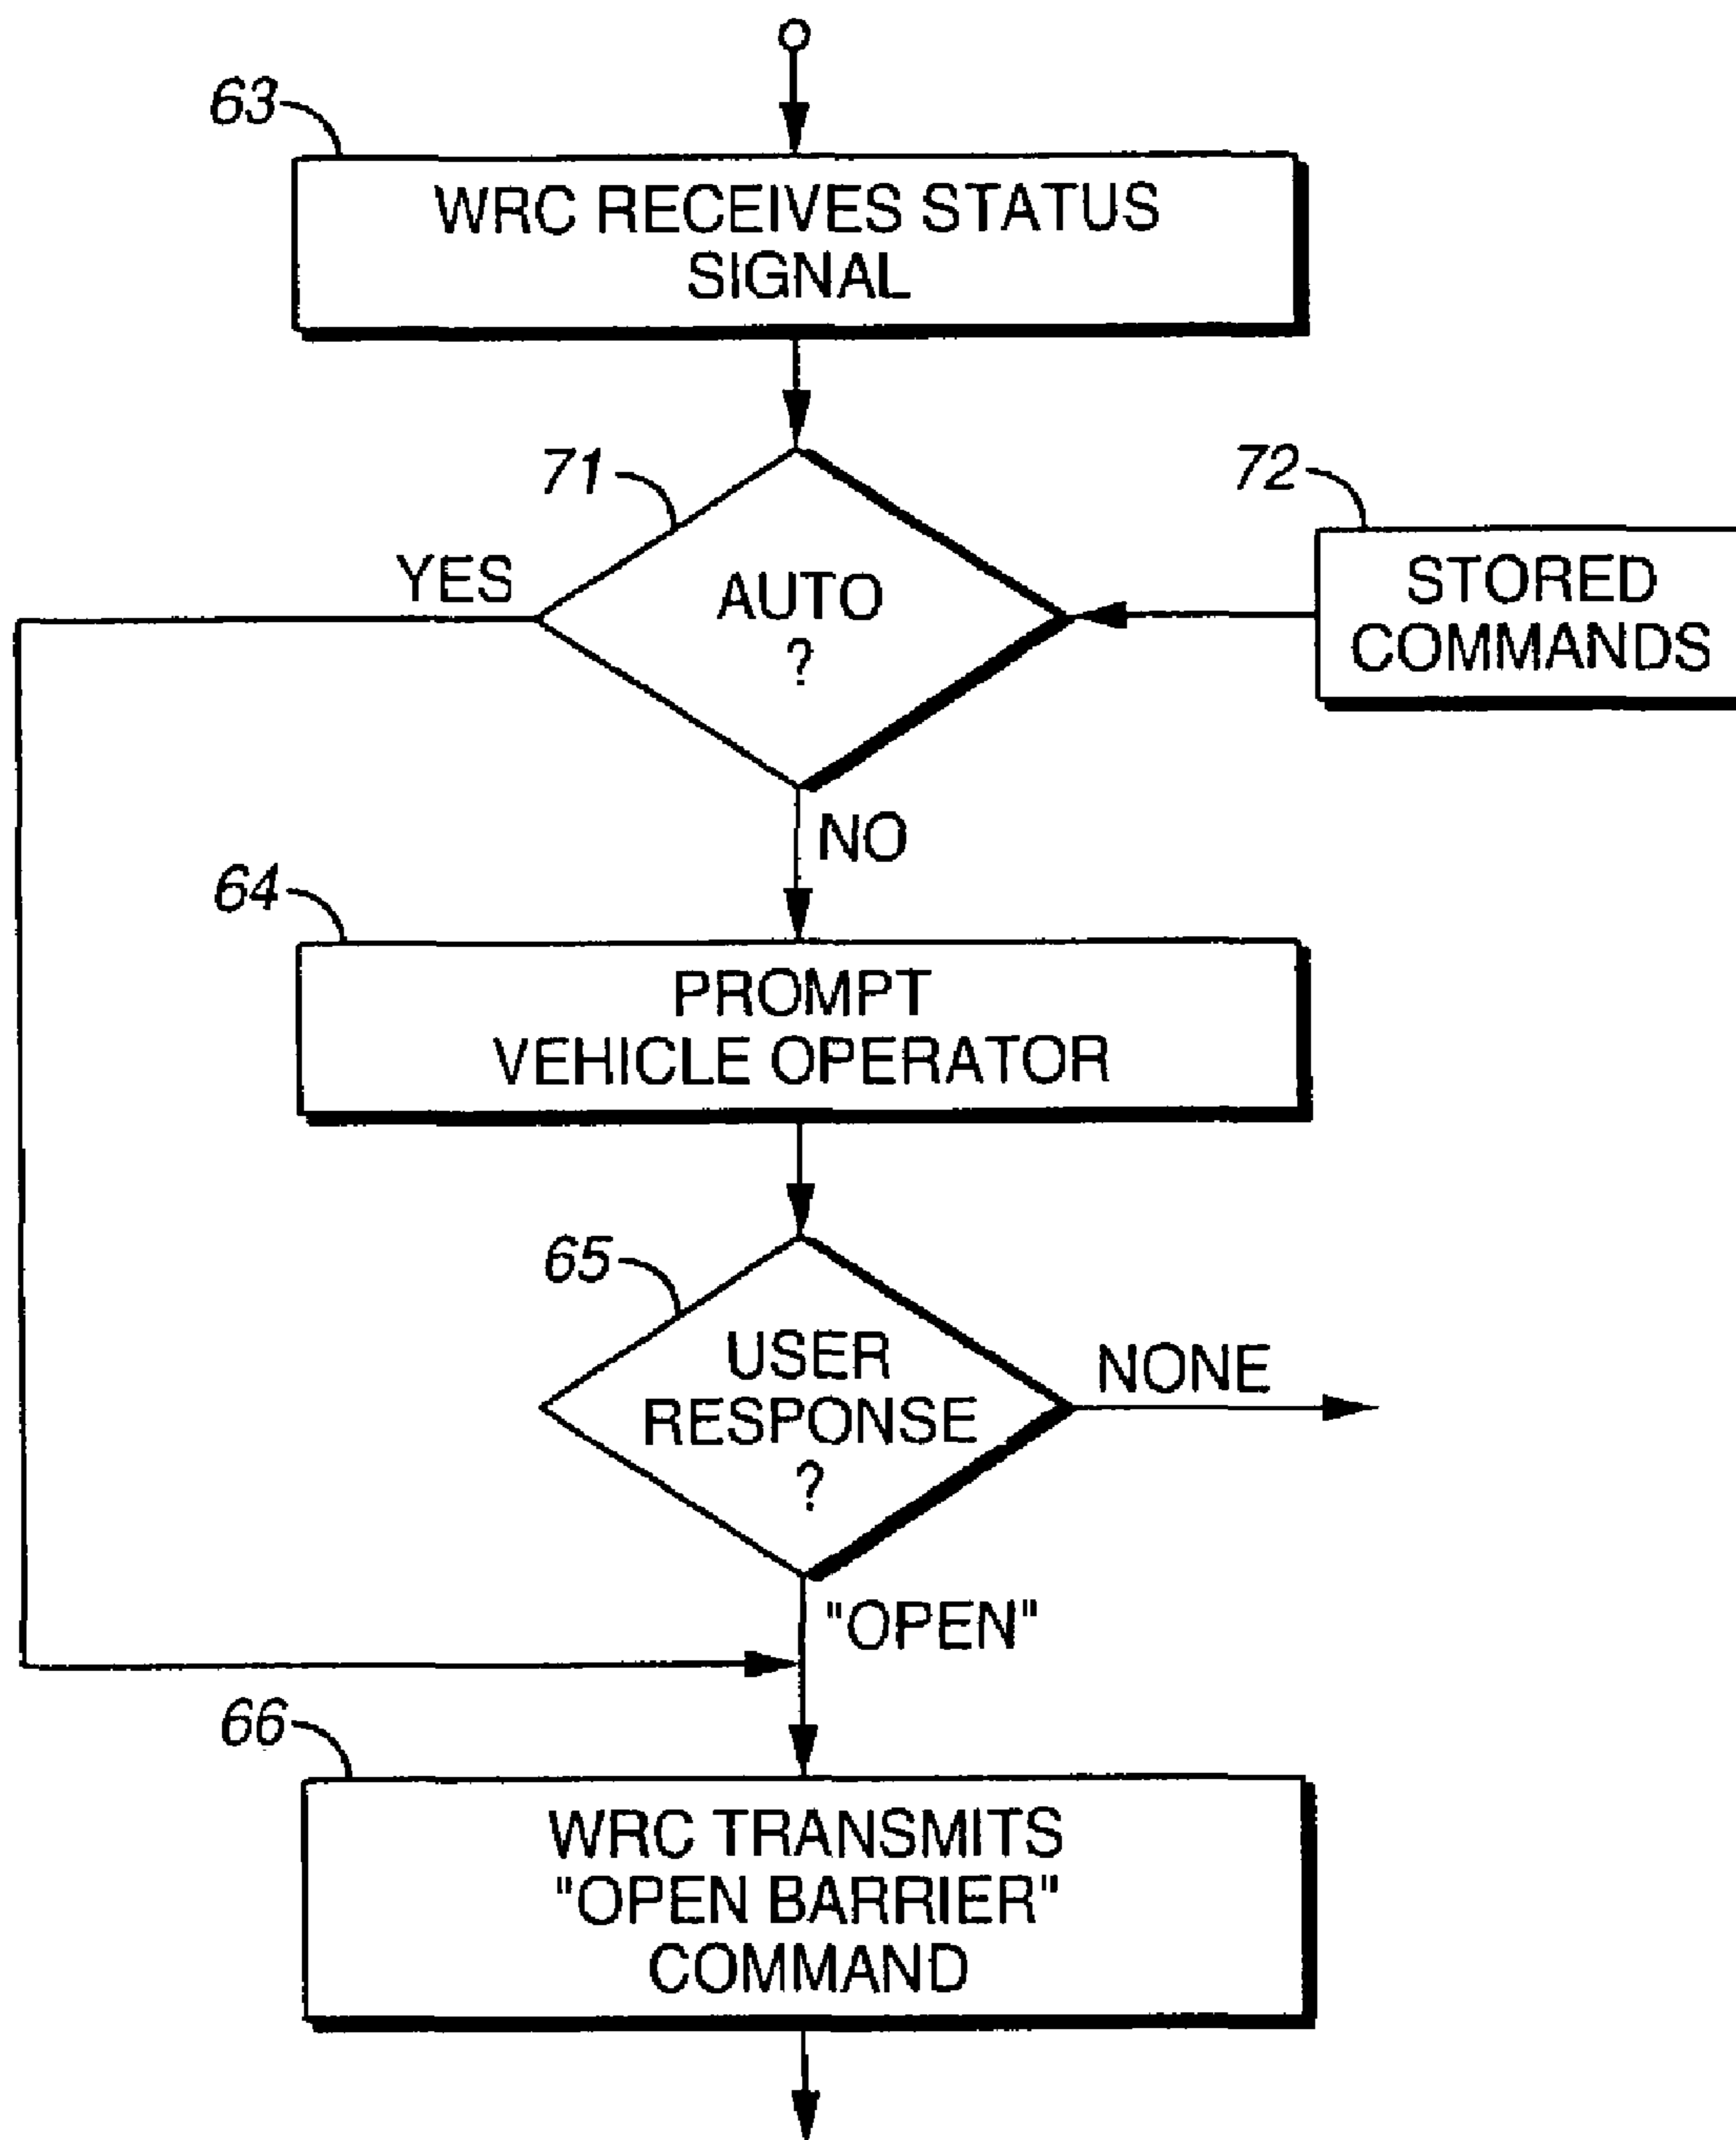 63
WRC RECEIVES STATUS
SIGNAL
71
72
YES
AUTO
?
STORED
COMMANDS
NO
64
PROMPT
VEHICLE OPERATOR
65
USER
RESPONSE
?
NONE
"OPEN"
66
WRC TRANSMITS
"OPEN BARRIER"
COMMAND